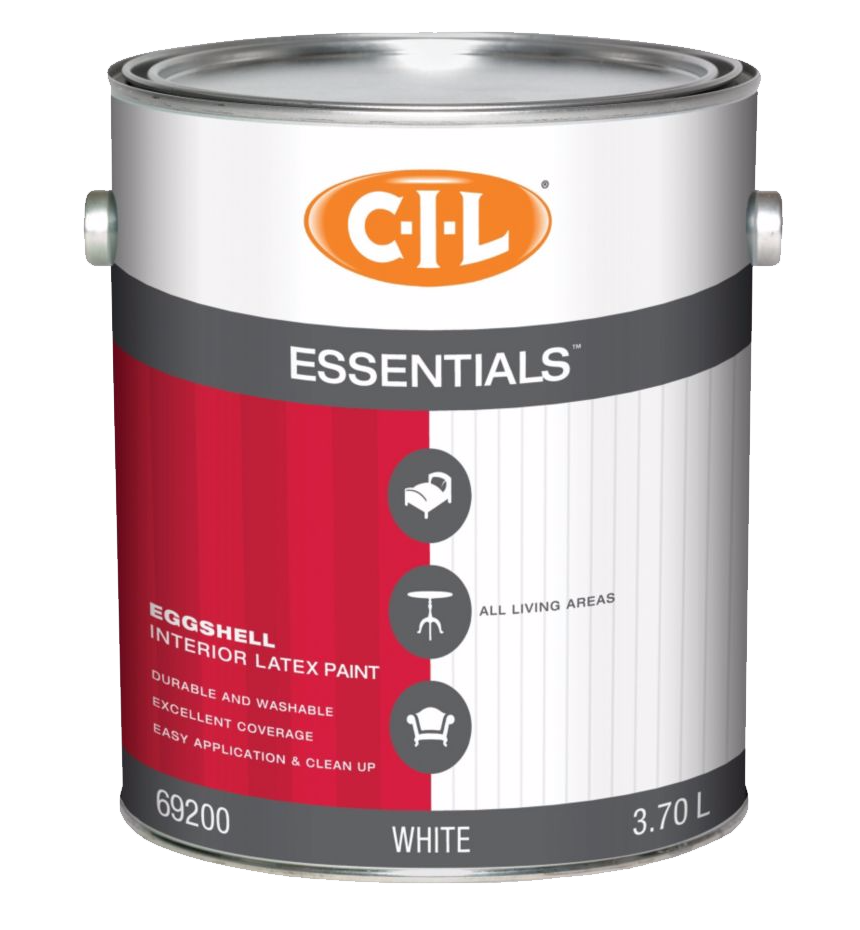 C·I·L®
ESSENTIALS™
ALL LIVING AREAS
EGGSHELL
INTERIOR LATEX PAINT
DURABLE AND WASHABLE
EXCELLENT COVERAGE
EASY APPLICATION & CLEAN UP
69200
WHITE
3.70 L